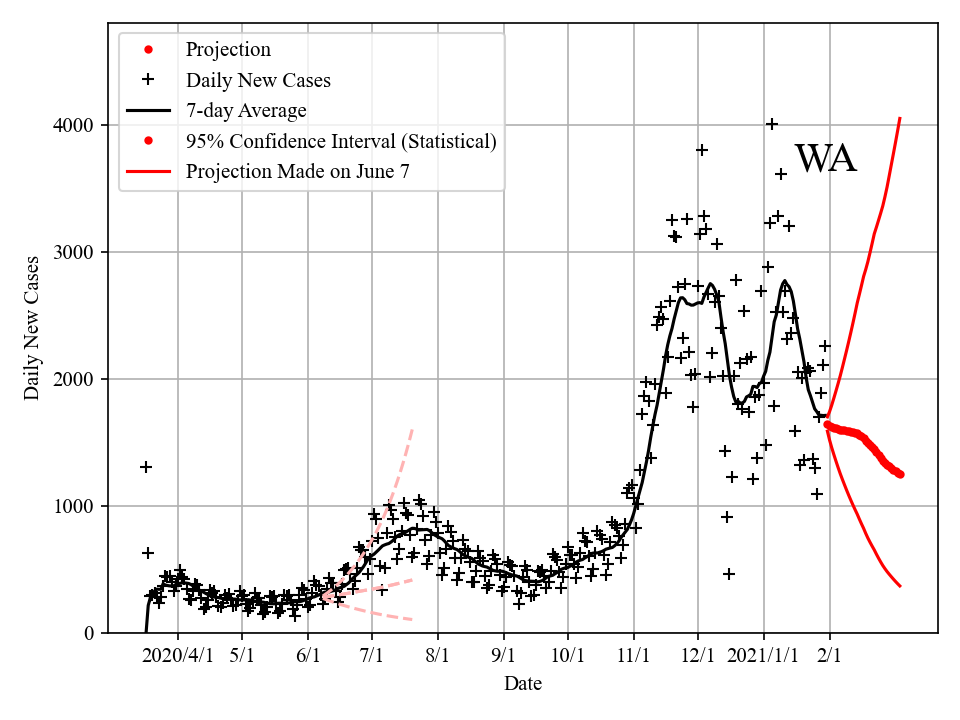 Projection
Daily New Cases
7-day Average
95% Confidence Interval (Statistical)
Projection Made on June 7
WA
4000
3000
2000
1000
0
Daily New Cases
2020/4/1 5/1 6/1 7/1 8/1 9/1 10/1 11/1 12/1 2021/1/1 2/1
Date